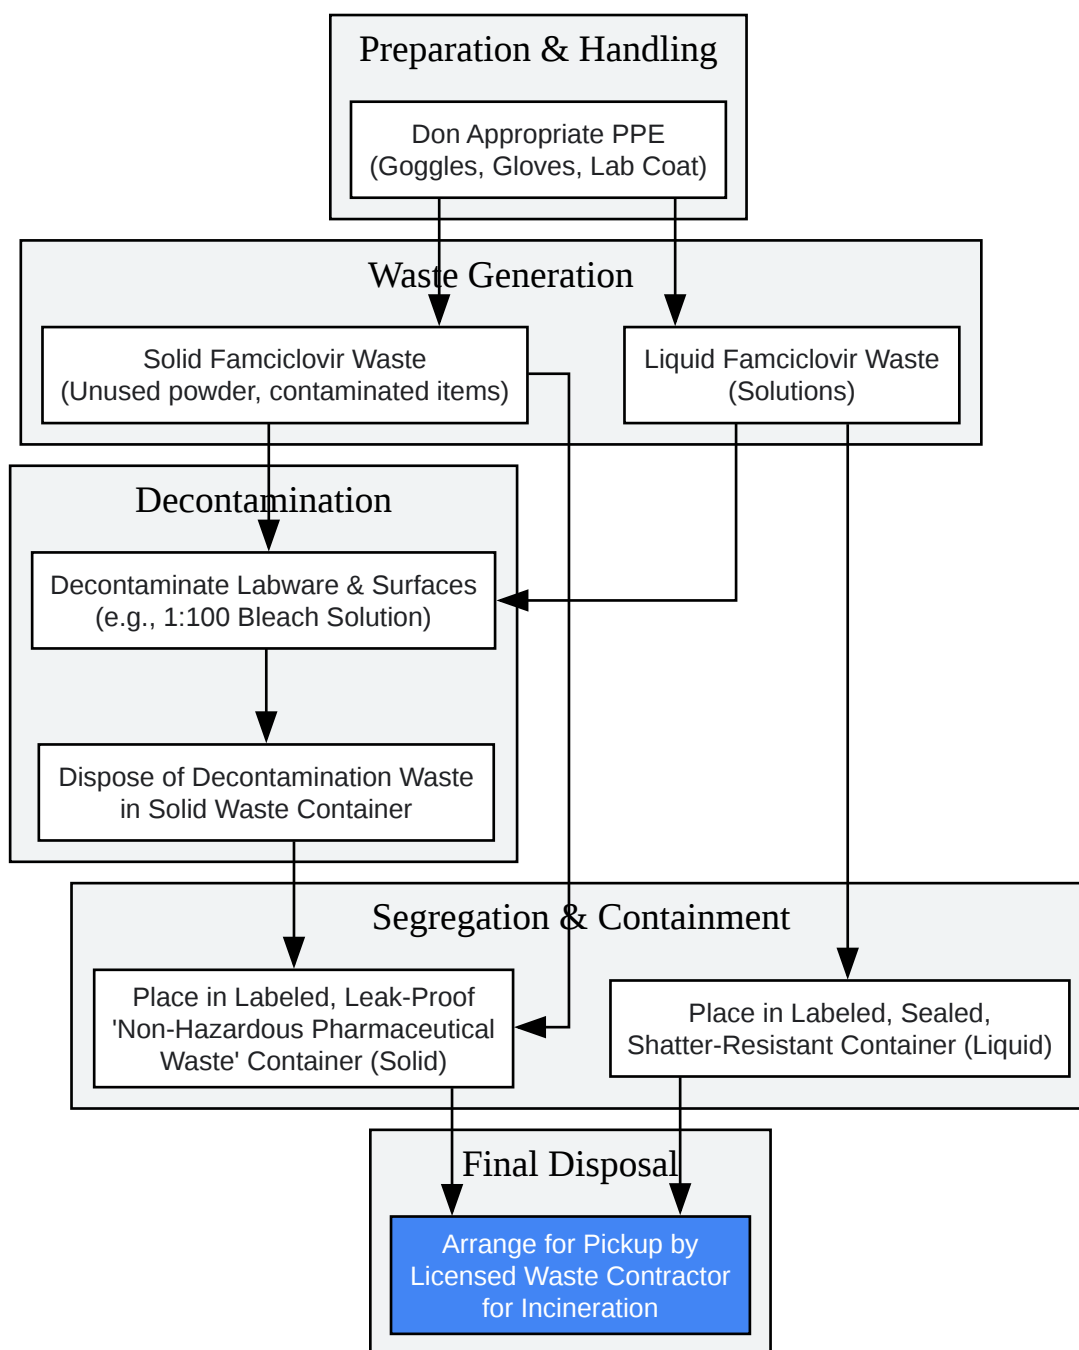 Preparation & Handling
Don Appropriate PPE
(Goggles, Gloves, Lab Coat)
Waste Generation
Solid Famciclovir Waste
(Unused powder, contaminated items)
Liquid Famciclovir Waste
(Solutions)
Decontamination
Decontaminate Labware & Surfaces
(e.g., 1:100 Bleach Solution)
Dispose of Decontamination Waste
in Solid Waste Container
Segregation & Containment
Place in Labeled, Leak-Proof
'Non-Hazardous Pharmaceutical
Waste' Container (Solid)
Place in Labeled, Sealed,
Shatter-Resistant Container (Liquid)
Final Disposal
Arrange for Pickup by
Licensed Waste Contractor
for Incineration